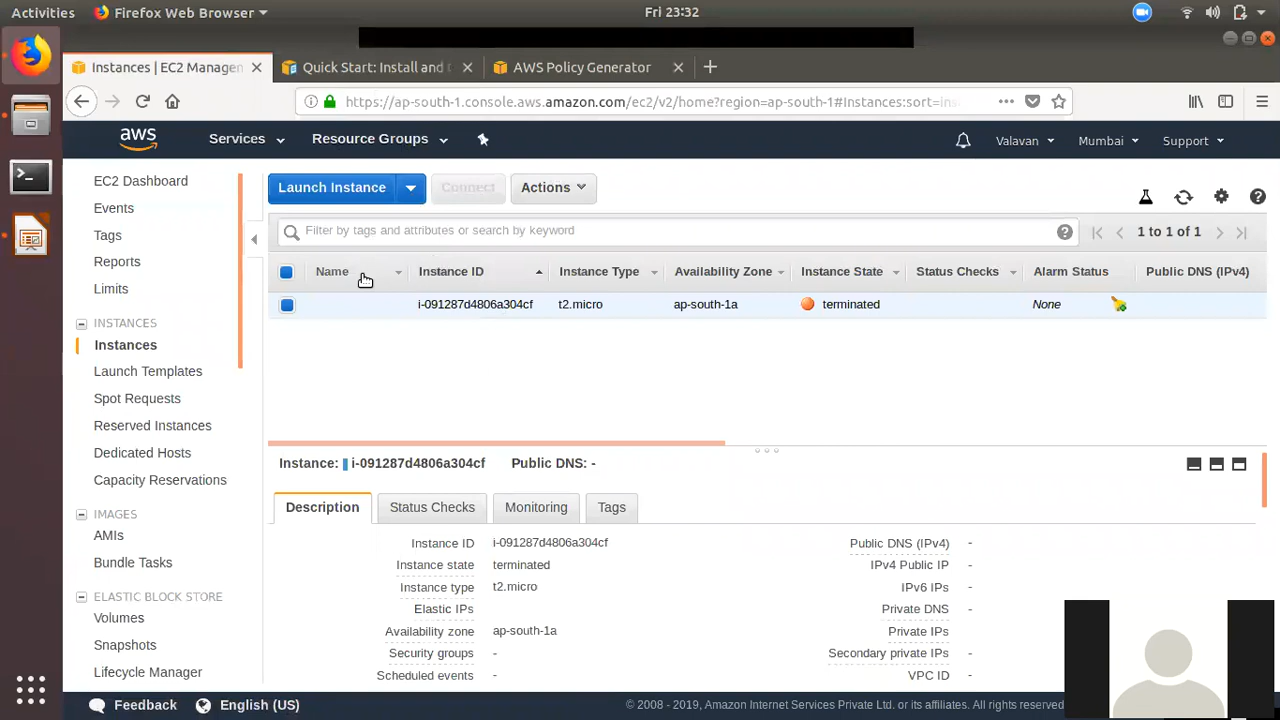 Activities Firefox Web Browser Fri 23:32
Instances | EC2 Managen Quick Start: Install and AWS Policy Generator
https://ap-south-1.console.aws.amazon.com/ec2/v2/home?region=ap-south-1#Instances:sort=ins
aws Services Resource Groups Valavan Mumbai Support
EC2 Dashboard
Events
Tags
Reports
Limits
INSTANCES
Instances
Launch Templates
Spot Requests
Reserved Instances
Dedicated Hosts
Capacity Reservations
IMAGES
AMIs
Bundle Tasks
ELASTIC BLOCK STORE
Volumes
Snapshots
Lifecycle Manager
Launch Instance Connect Actions
Filter by tags and attributes or search by keyword 1 to 1 of 1
Name Instance ID Instance Type Availability Zone Instance State Status Checks Alarm Status Public DNS (IPv4)
i-091287d4806a304cf t2.micro ap-south-1a terminated None
Instance: i-091287d4806a304cf Public DNS: -
Description Status Checks Monitoring Tags
Instance ID i-091287d4806a304cf Public DNS (IPv4) -
Instance state terminated IPv4 Public IP -
Instance type t2.micro IPv6 IPs -
Elastic IPs Private DNS -
Availability zone ap-south-1a Private IPs
Security groups - Secondary private IPs
Scheduled events - VPC ID
Feedback English (US) © 2008 - 2019, Amazon Internet Services Private Ltd. or its affiliates. All rights reserved